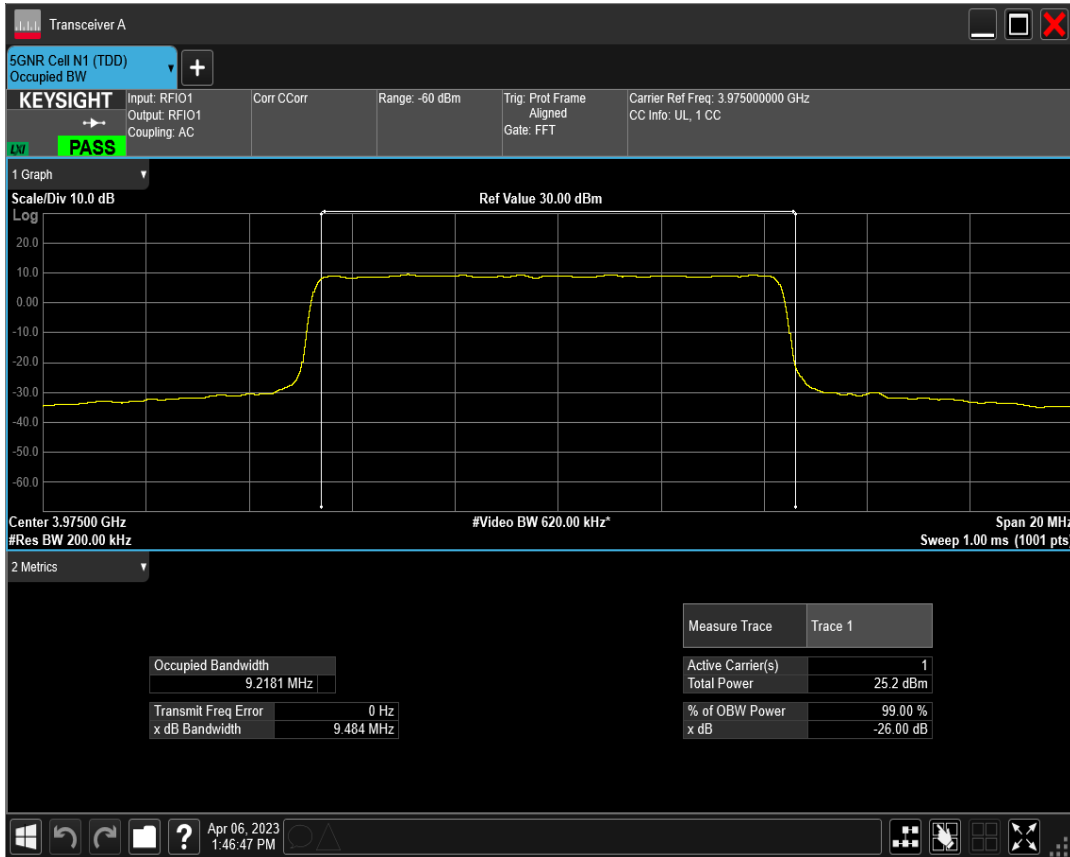 Transceiver A
5GNR Cell N1 (TDD)
Occupied BW
KEYSIGHT
LXI
PASS
Input: RFIO1
Output: RFIO1
Coupling: AC
Corr CCorr
Range: -60 dBm
Trig: Prot Frame
Aligned
Gate: FFT
Carrier Ref Freq: 3.975000000 GHz
CC Info: UL, 1 CC
1 Graph
Scale/Div 10.0 dB
Ref Value 30.00 dBm
Log
20.0
10.0
0.00
-10.0
-20.0
-30.0
-40.0
-50.0
-60.0
Center 3.97500 GHz
#Video BW 620.00 kHz*
Span 20 MHz
#Res BW 200.00 kHz
Sweep 1.00 ms (1001 pts)
2 Metrics
Measure Trace Trace 1
Occupied Bandwidth
9.2181 MHz
Active Carrier(s) 1
Total Power 25.2 dBm
Transmit Freq Error 0 Hz
x dB Bandwidth 9.484 MHz
% of OBW Power 99.00 %
x dB -26.00 dB
Apr 06, 2023
1:46:47 PM